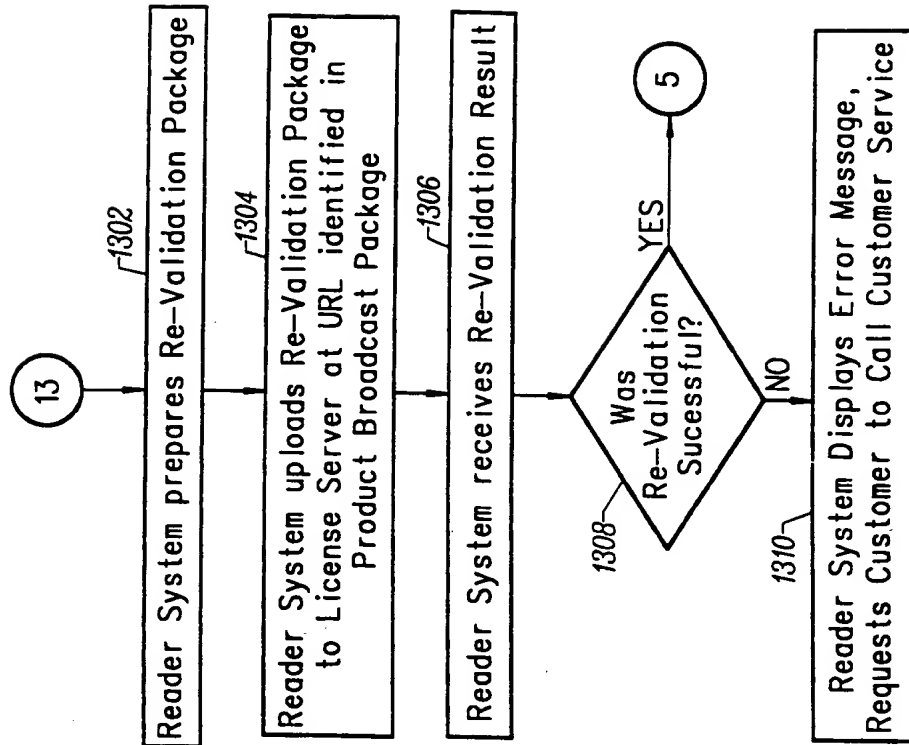 13
1302
Reader System prepares Re-Validation Package
1304
Reader System uploads Re-Validation Package
to License Server at URL identified in
Product Broadcast Package
1306
Reader System receives Re-Validation Result
1308
Was
Re-Validation
Sucessful?
YES
5
NO
1310
Reader System Displays Error Message,
Requests Customer to Call Customer Service